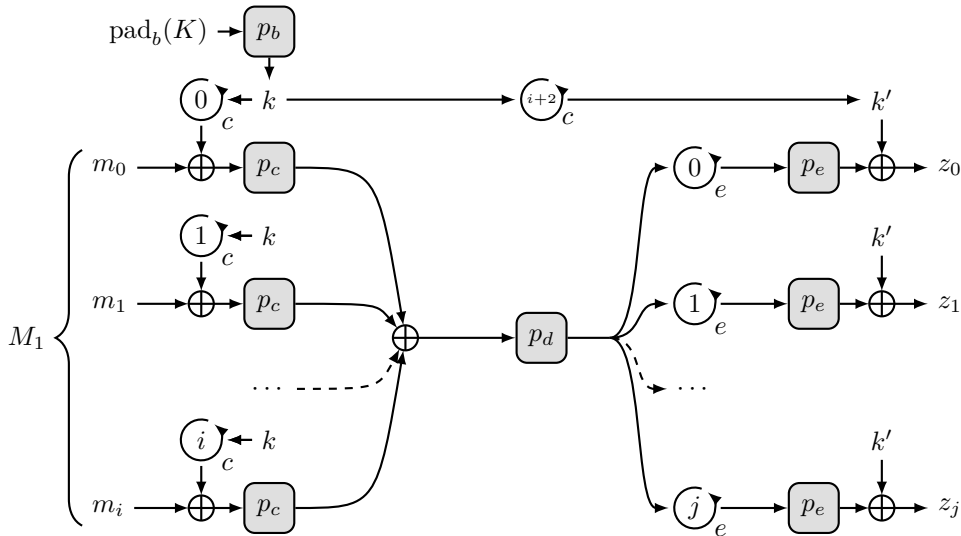 pad_b(K) p_b
0 c k i+2 c k′
m_0 p_c 0 e p_e z_0
1 c k k′
m_1 p_c 1 e p_e z_1
M_1 p_d
⋯ ⋯
i c k k′
m_i p_c j e p_e z_j